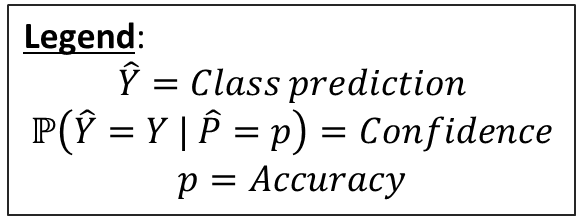 Legend:
Ŷ = Class prediction
ℙ(Ŷ = Y | P̂ = p) = Confidence
p = Accuracy